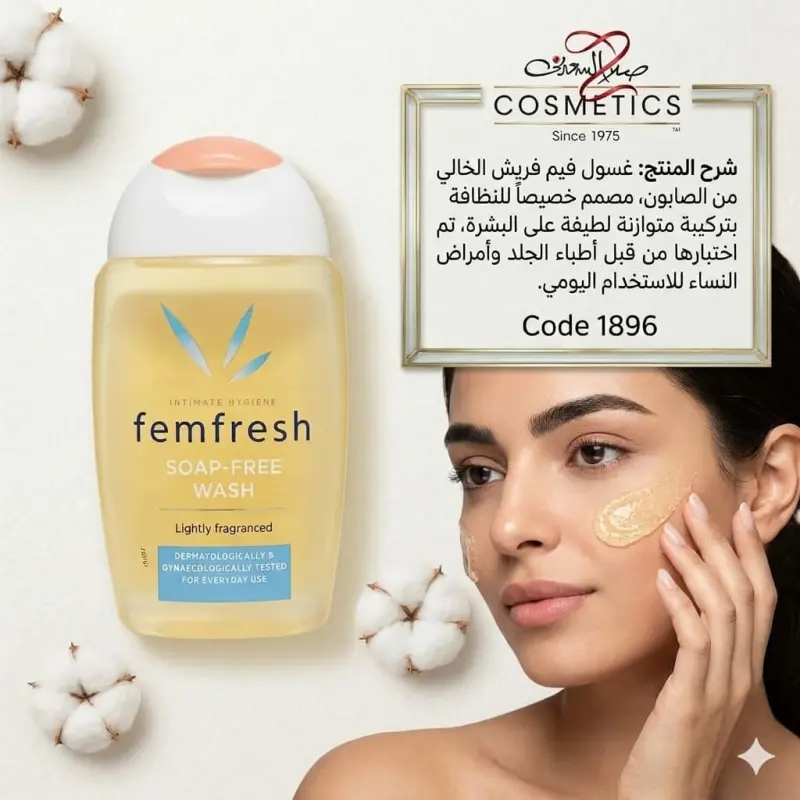 COSMETICS
Since 1975
TM
شرح المنتج: غسول فيم فريش الخالي
من الصابون، مصمم خصيصاً للنظافة
بتركيبة متوازنة لطيفة على البشرة، تم
اختبارها من قبل أطباء الجلد وأمراض
النساء للاستخدام اليومي.
Code 1896
INTIMATE HYGIENE
femfresh
SOAP-FREE
WASH
Lightly fragranced
DERMATOLOGICALLY &
GYNAECOLOGICALLY TESTED
FOR EVERYDAY USE